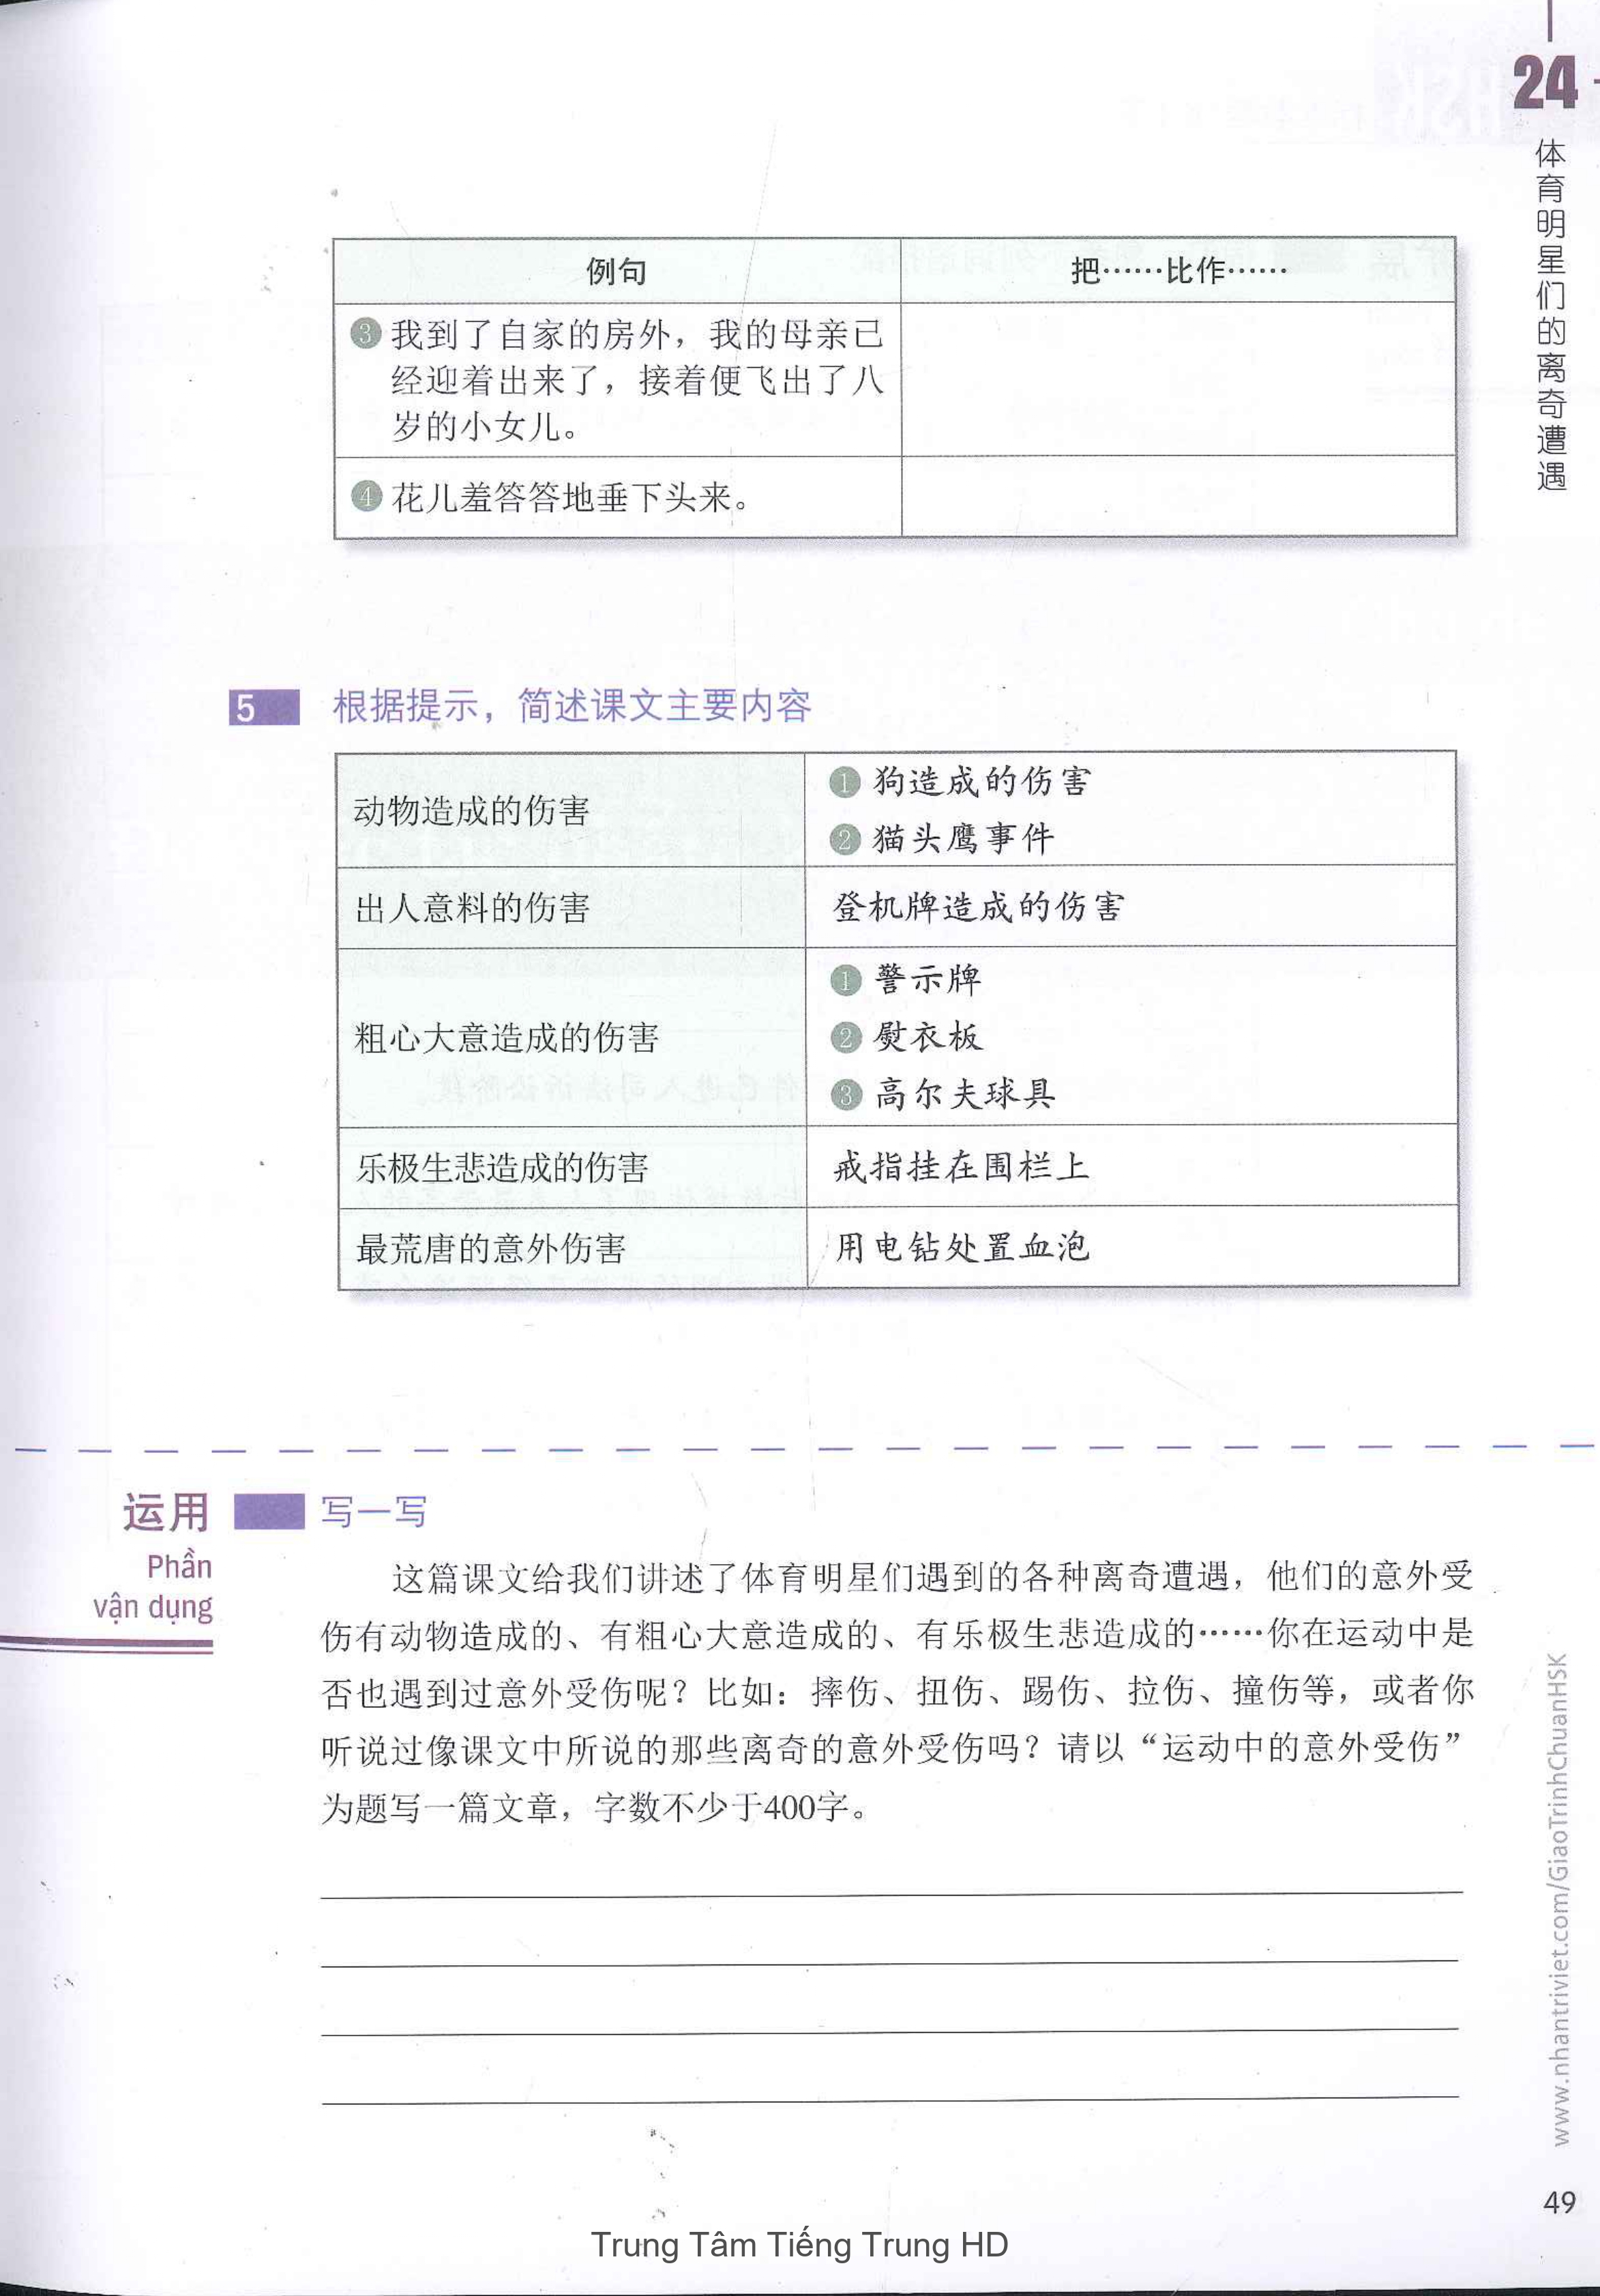 24
体育明星们的离奇遭遇
例句
把……比作……
3 我到了自家的房外，我的母亲已
经迎着出来了，接着便飞出了八
岁的小女儿。
4 花儿羞答答地垂下头来。
5 根据提示，简述课文主要内容
动物造成的伤害
1 狗造成的伤害
2 猫头鹰事件
出人意料的伤害
登机牌造成的伤害
粗心大意造成的伤害
1 警示牌
2 熨衣板
3 高尔夫球具
乐极生悲造成的伤害
戒指挂在围栏上
最荒唐的意外伤害
用电钻处置血泡
运用
Phần
vận dụng
写一写
这篇课文给我们讲述了体育明星们遇到的各种离奇遭遇，他们的意外受
伤有动物造成的、有粗心大意造成的、有乐极生悲造成的……你在运动中是
否也遇到过意外受伤呢？比如：摔伤、扭伤、踢伤、拉伤、撞伤等，或者你
听说过像课文中所说的那些离奇的意外受伤吗？请以“运动中的意外受伤”
为题写一篇文章，字数不少于400字。
www.nhantriviet.com/GiaoTrinhChuanHSK
49
Trung Tâm Tiếng Trung HD